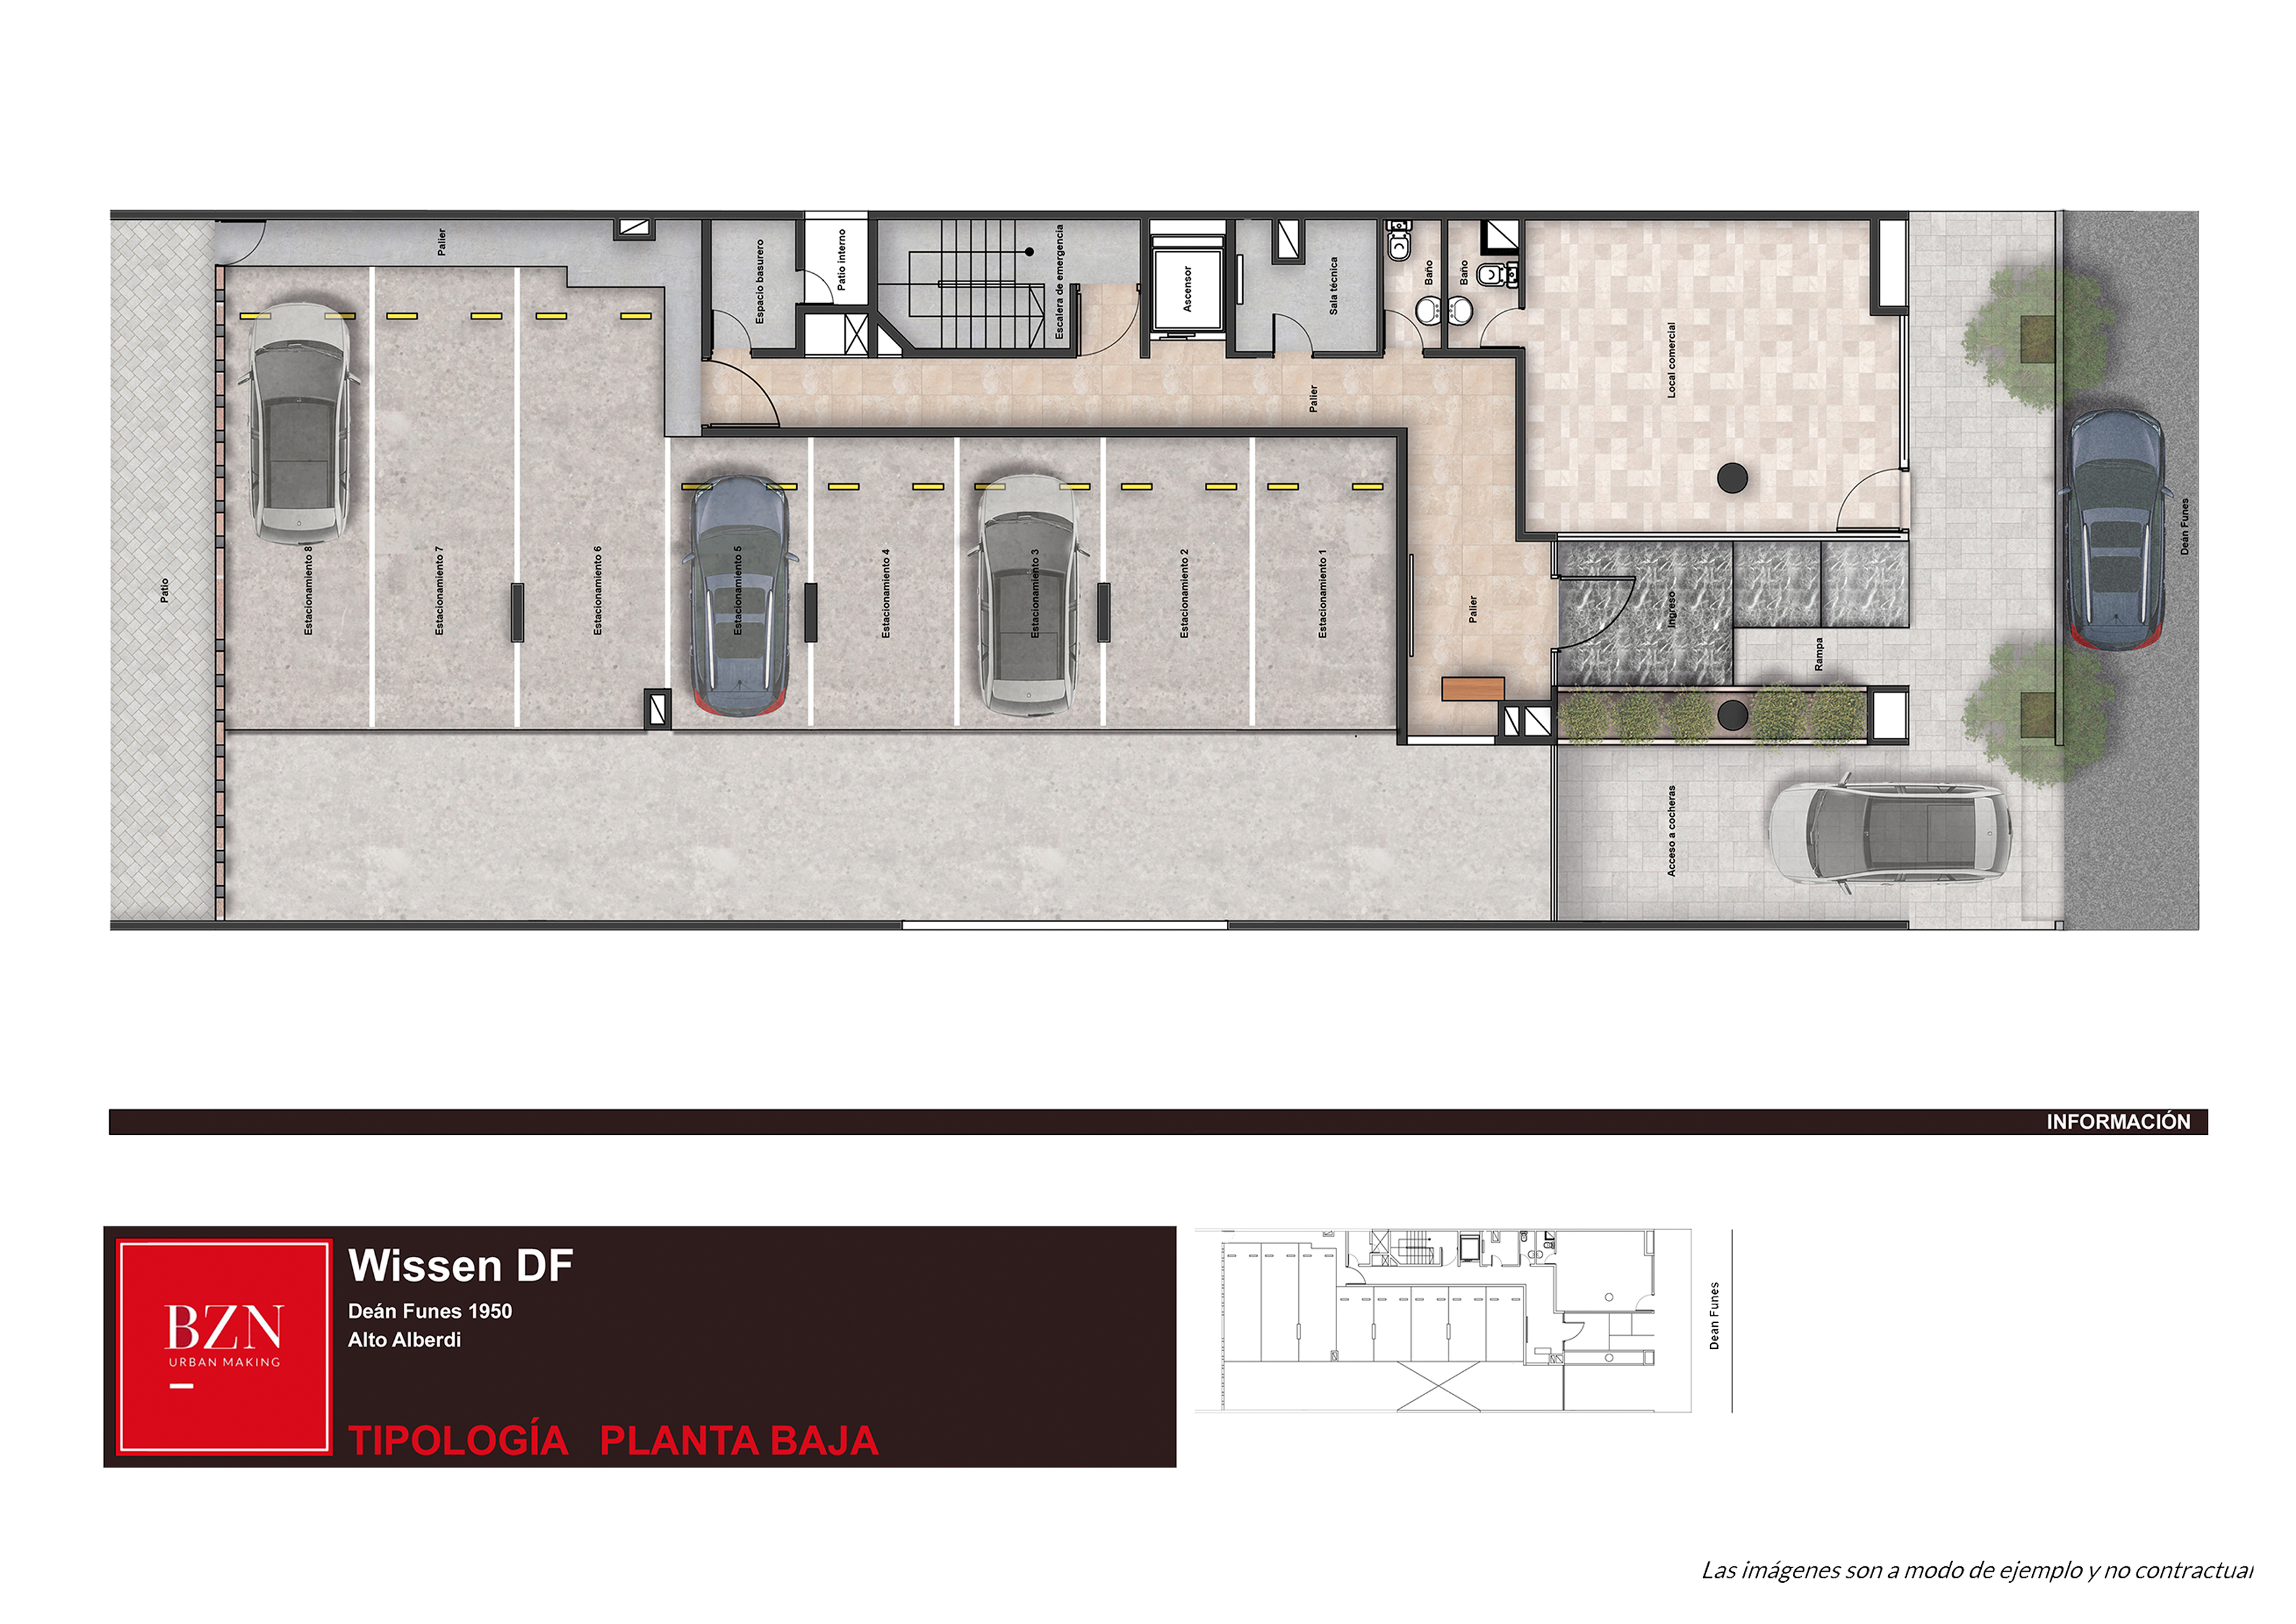 BZN
URBAN MAKING
Wissen DF
Deán Funes 1950
Alto Alberdi
TIPOLOGÍA PLANTA BAJA
Dean Funes
INFORMACIÓN
Las imágenes son a modo de ejemplo y no contractual
Patio
Estacionamiento 8
Estacionamiento 7
Palier
Estacionamiento 6
Estacionamiento 5
Espacio basurero
Patio interno
Estacionamiento 4
Estacionamiento 3
Escalera de emergencia
Estacionamiento 2
Ascensor
Estacionamiento 1
Palier
Sala técnica
Baño
Baño
Palier
Acceso a cocheras
Ingreso
Local comercial
Rampa
Deán Funes